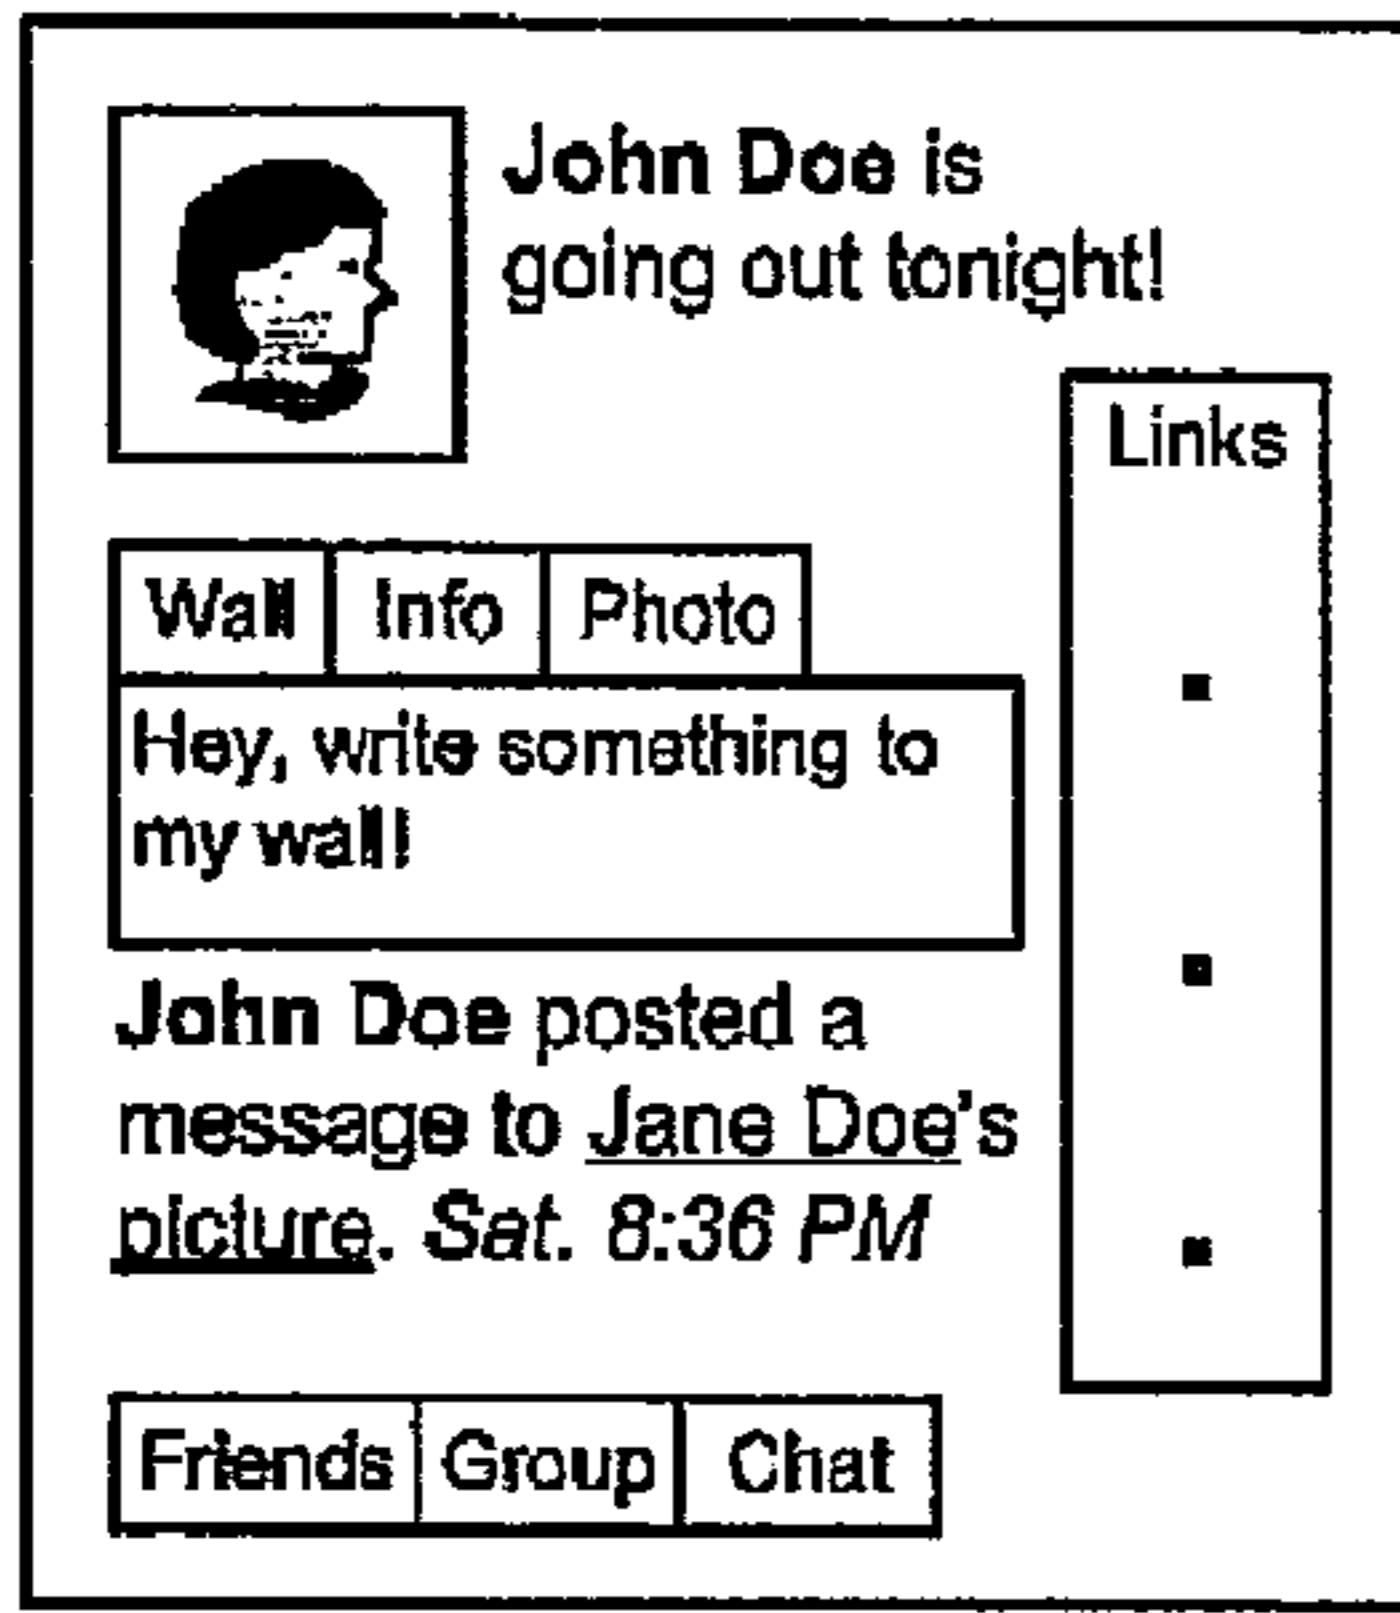 John Doe is
going out tonight!
Links
Wall Info Photo
Hey, write something to
my wall!
John Doe posted a
message to Jane Doe's
picture. Sat. 8:36 PM
Friends Group Chat